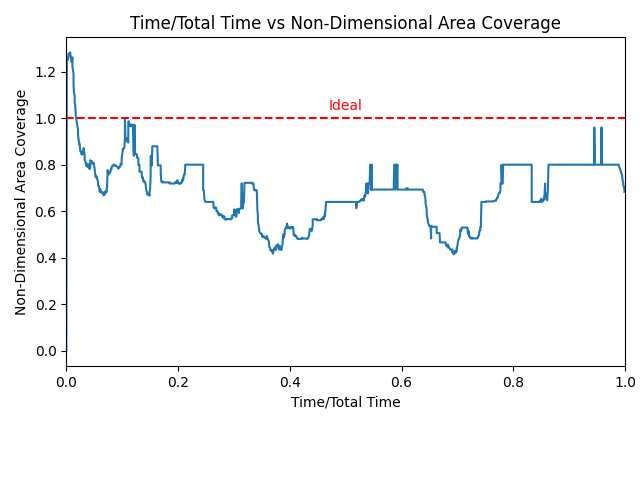 Time/Total Time vs Non-Dimensional Area Coverage
Non-Dimensional Area Coverage
1.2
1.0
0.8
0.6
0.4
0.2
0.0
Ideal
0.0 0.2 0.4 0.6 0.8 1.0
Time/Total Time